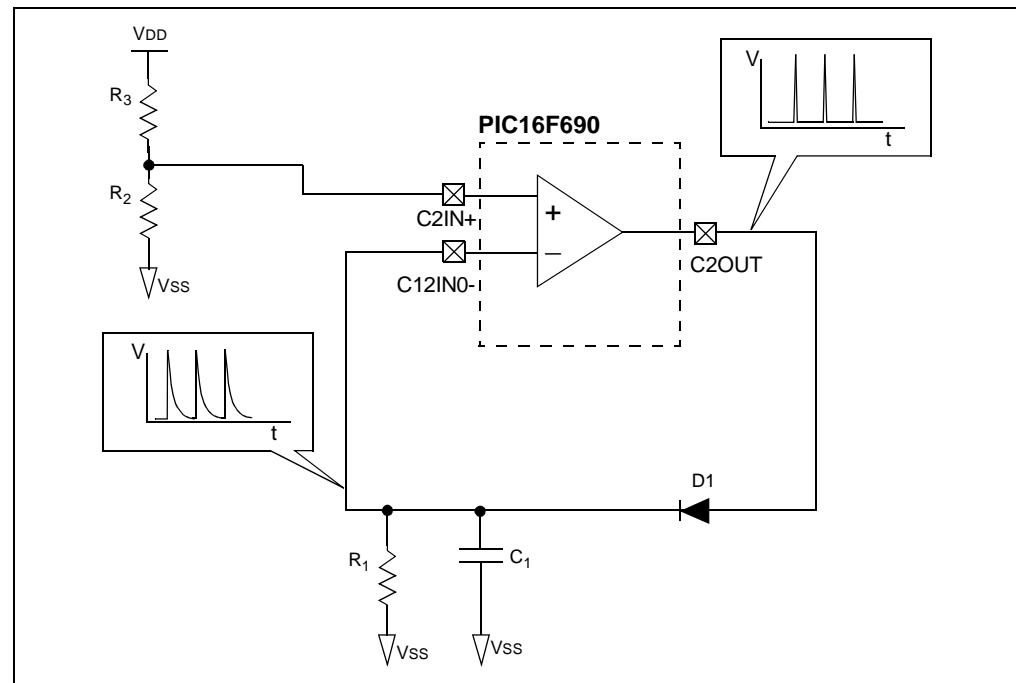 VDD
R3
R2
VSS
PIC16F690
+
–
C2IN+
C12IN0-
C2OUT
V
t
V
t
D1
R1
C1
VSS
VSS